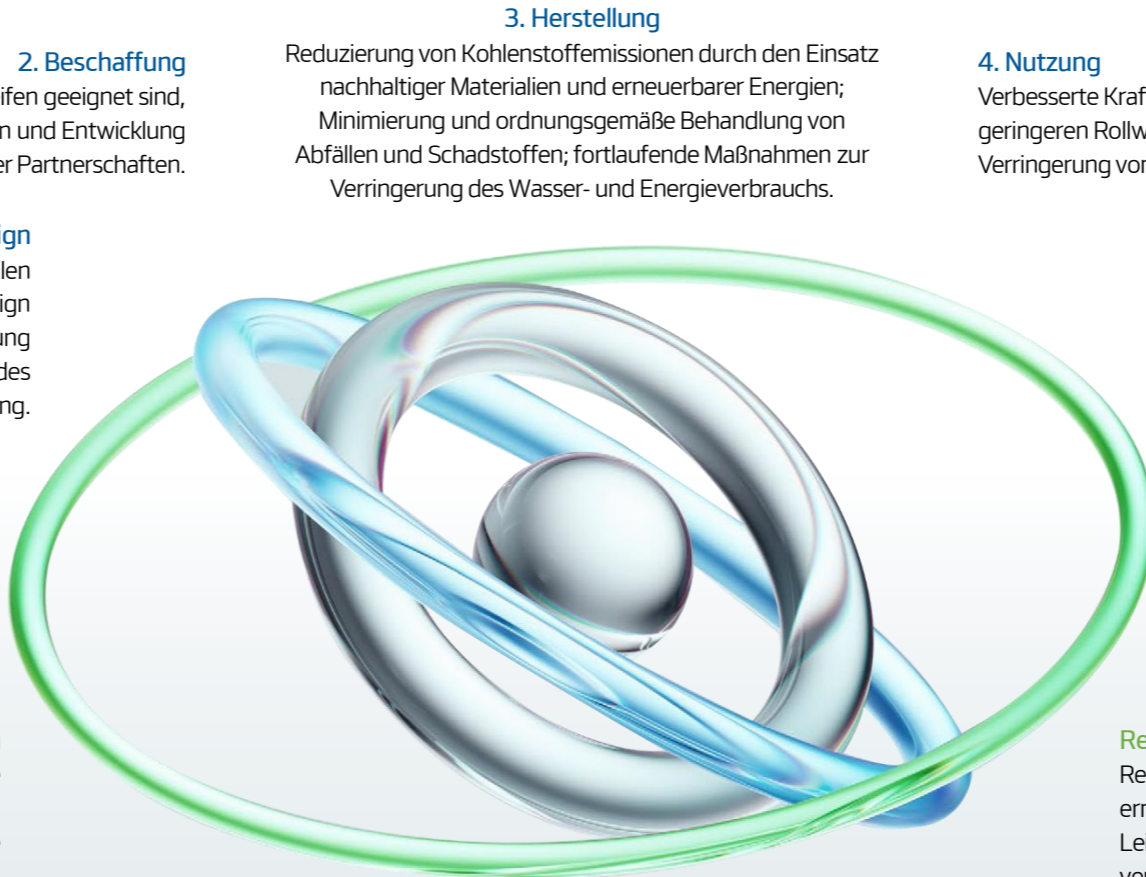 3. Herstellung
Reduzierung von Kohlenstoffemissionen durch den Einsatz
nachhaltiger Materialien und erneuerbarer Energien;
Minimierung und ordnungsgemäße Behandlung von
Abfällen und Schadstoffen; fortlaufende Maßnahmen zur
Verringerung des Wasser- und Energieverbrauchs.
2. Beschaffung
ifen geeignet sind,
n und Entwicklung
er Partnerschaften.
4. Nutzung
Verbesserte Kraf
geringeren Rollw
Verringerung vor
ign
len
ign
ung
des
ng.
Re
Re
err
Lei